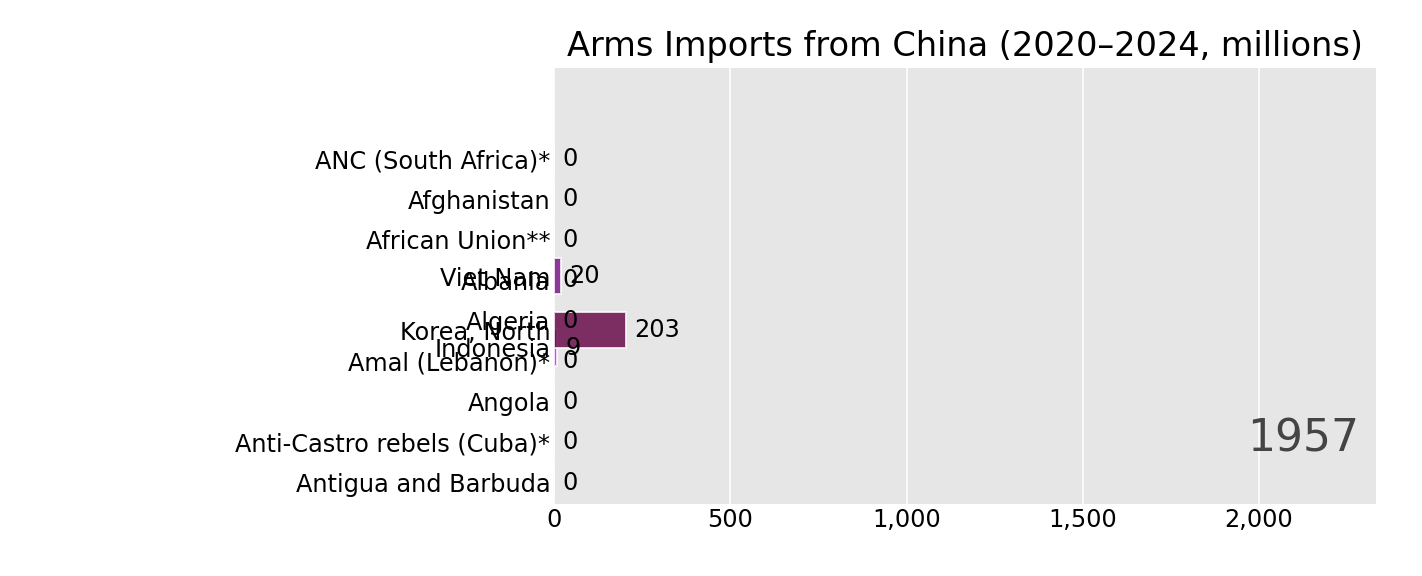 Arms Imports from China (2020–2024, millions)
ANC (South Africa)* 0
Afghanistan 0
African Union** 0
Viet Nam 20
Albania 0
Algeria 0
Korea, North 203
Indonesia 9
Amal (Lebanon)* 0
Angola 0
Anti-Castro rebels (Cuba)* 0
1957
Antigua and Barbuda 0
0 500 1,000 1,500 2,000